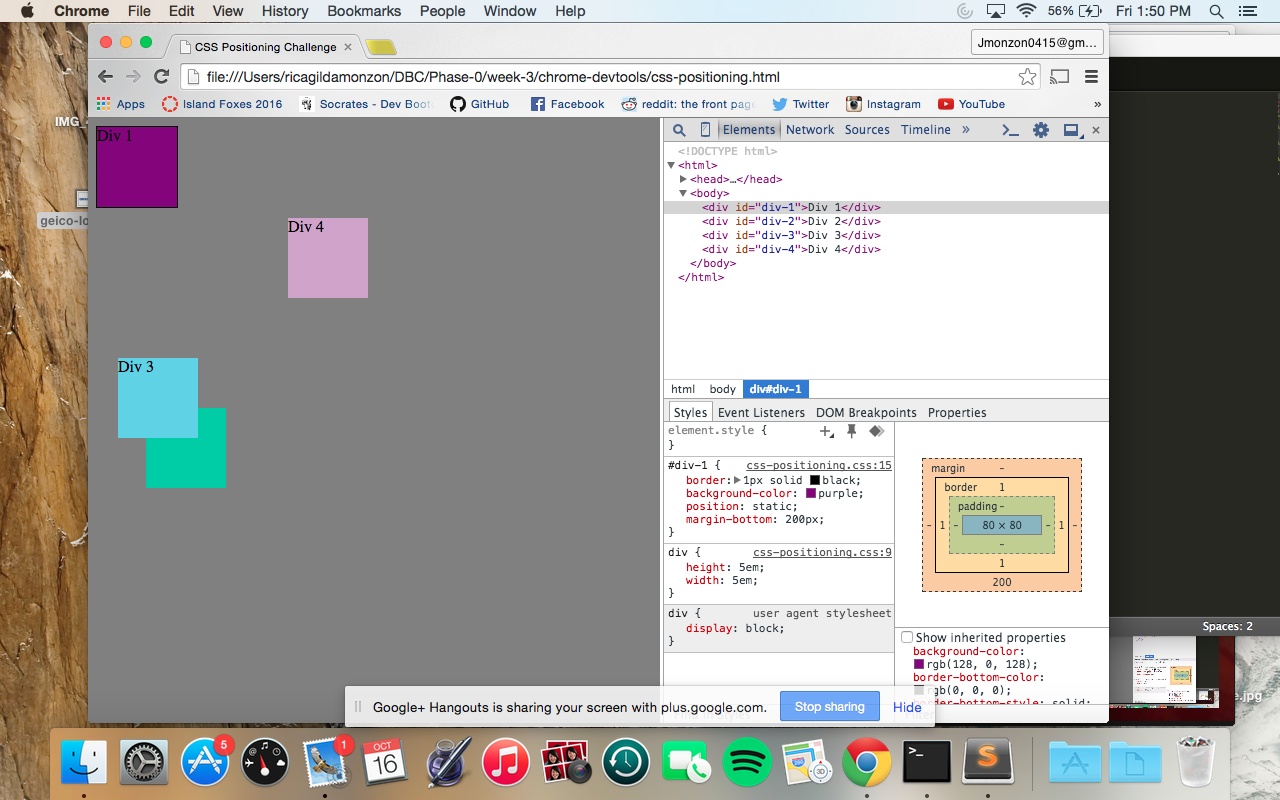 Chrome File Edit View History Bookmarks People Window Help 56% Fri 1:50 PM
CSS Positioning Challenge
Jmonzon0415@gm...
file:///Users/ricagildamonzon/DBC/Phase-0/week-3/chrome-devtools/css-positioning.html
Apps Island Foxes 2016 Socrates - Dev Boot GitHub Facebook reddit: the front page Twitter Instagram YouTube »
IMG_
geico-lo
Div 1
Div 4
Div 3
Elements Network Sources Timeline »
<!DOCTYPE html>
<html>
<head>…</head>
<body>
<div id="div-1">Div 1</div>
<div id="div-2">Div 2</div>
<div id="div-3">Div 3</div>
<div id="div-4">Div 4</div>
</body>
</html>
html body div#div-1
Styles Event Listeners DOM Breakpoints Properties
element.style {
}
#div-1 { css-positioning.css:15
border: 1px solid black;
background-color: purple;
position: static;
margin-bottom: 200px;
}
div { css-positioning.css:9
height: 5em;
width: 5em;
}
div { user agent stylesheet
display: block;
}
margin -
border 1
padding -
- 1 - 80 × 80 - 1 -
-
1
200
Show inherited properties
background-color:
rgb(128, 0, 128);
border-bottom-color:
rgb(0, 0, 0);
border-bottom-style: solid;
Spaces: 2
e.jpg
Google+ Hangouts is sharing your screen with plus.google.com. Stop sharing Hide
5
1
OCT
16
3D
>_
S